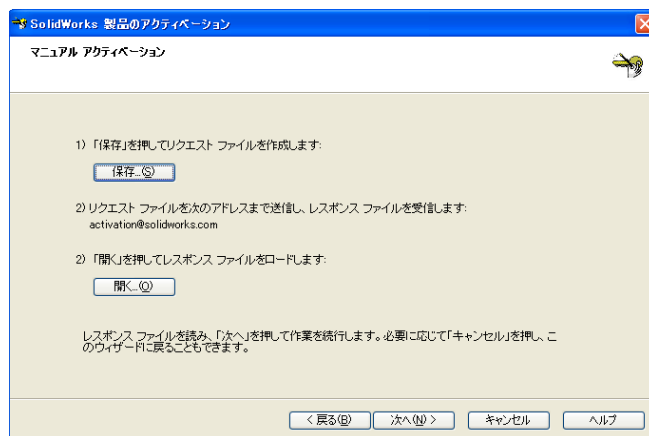 SolidWorks 製品のアクティベーション
マニュアル アクティベーション
1) 「保存」を押してリクエスト ファイルを作成します:
保存...(S)
2) リクエスト ファイルを次のアドレスまで送信し、レスポンス ファイルを受信します:
activation@solidworks.com
2) 「開く」を押してレスポンス ファイルをロードします:
開く...(O)
レスポンス ファイルを読み、「次へ」を押して作業を続行します。必要に応じて「キャンセル」を押し、こ
のウィザードに戻ることもできます。
< 戻る(B) 次へ(N) > キャンセル ヘルプ